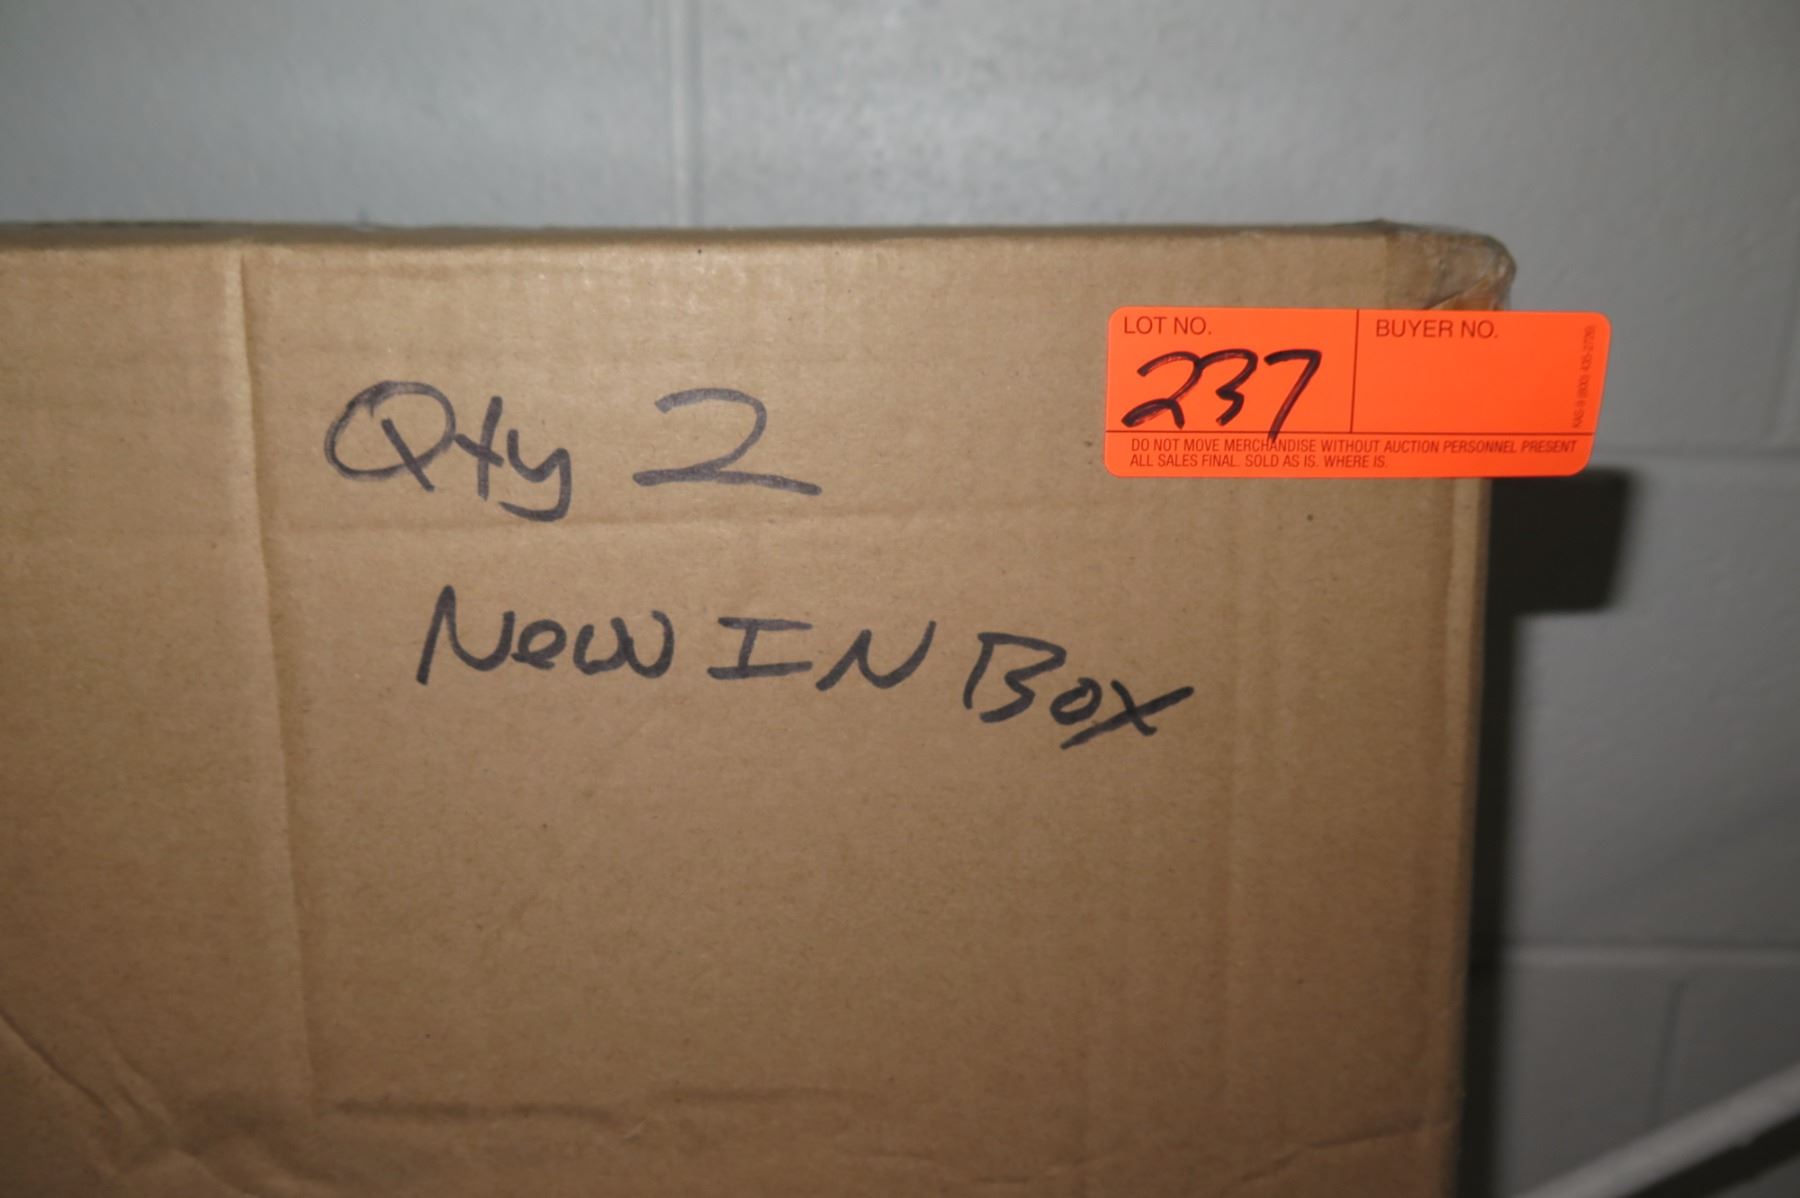 LOT NO.
237
BUYER NO.
DO NOT MOVE MERCHANDISE WITHOUT AUCTION PERSONNEL PRESENT
ALL SALES FINAL. SOLD AS IS. WHERE IS.
Qty 2
New IN Box